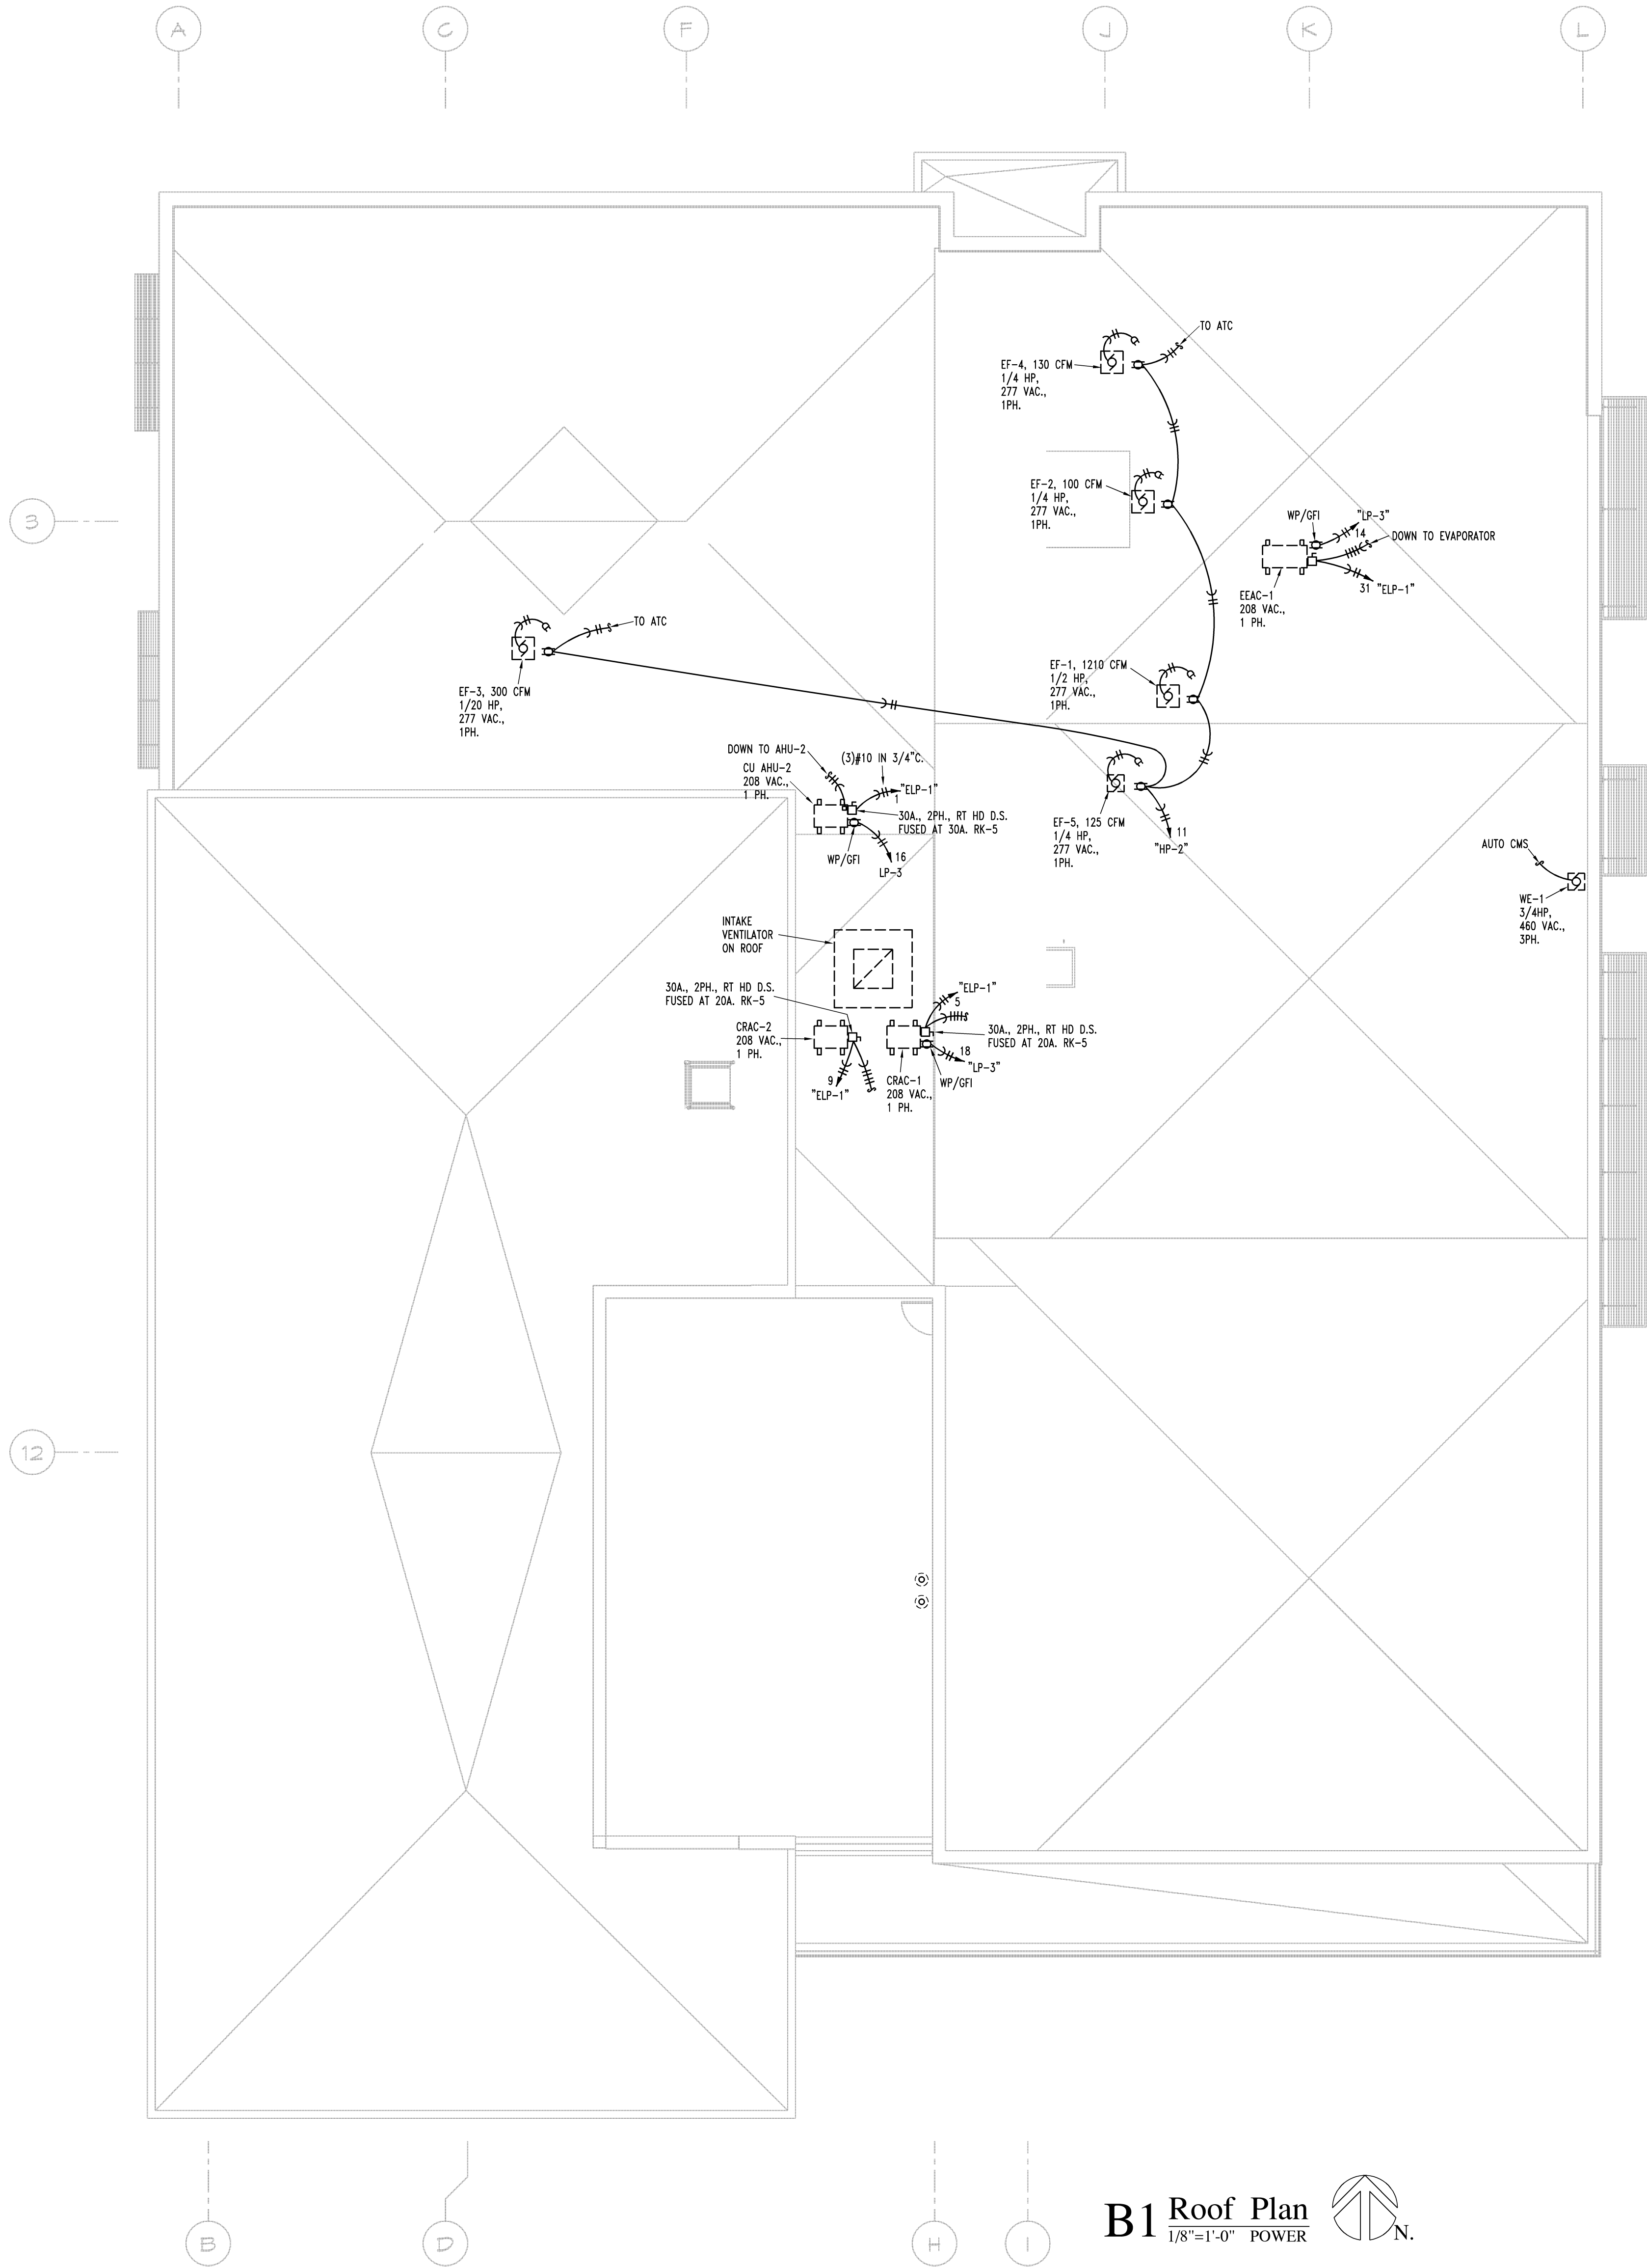 A
C
F
J
K
L
TO ATC
EF-4, 130 CFM
1/4 HP,
277 VAC.,
1PH.
EF-2, 100 CFM
1/4 HP,
277 VAC.,
1PH.
3
WP/GFI
"LP-3"
14
DOWN TO EVAPORATOR
31 "ELP-1"
EEAC-1
208 VAC.,
1 PH.
TO ATC
EF-3, 300 CFM
1/20 HP,
277 VAC.,
1PH.
EF-1, 1210 CFM
1/2 HP,
277 VAC.,
1PH.
DOWN TO AHU-2
(3)#10 IN 3/4"C.
CU AHU-2
208 VAC.,
1 PH.
"ELP-1"
1
30A., 2PH., RT HD D.S.
FUSED AT 30A. RK-5
WP/GFI
16
LP-3
EF-5, 125 CFM
1/4 HP,
277 VAC.,
1PH.
11
"HP-2"
AUTO CMS
WE-1
3/4HP,
460 VAC.,
3PH.
INTAKE
VENTILATOR
ON ROOF
30A., 2PH., RT HD D.S.
FUSED AT 20A. RK-5
"ELP-1"
5
CRAC-2
208 VAC.,
1 PH.
30A., 2PH., RT HD D.S.
FUSED AT 20A. RK-5
18
"LP-3"
9
"ELP-1"
CRAC-1
208 VAC.,
1 PH.
WP/GFI
12
B
D
H
I
B1 Roof Plan
1/8"=1'-0" POWER
N.